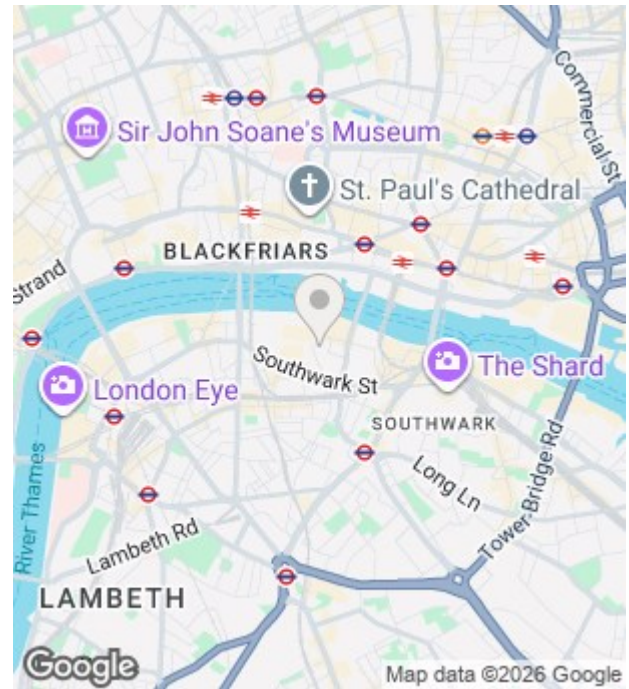 Commercial St
Sir John Soane's Museum
St. Paul's Cathedral
BLACKFRIARS
Strand
Southwark St
The Shard
London Eye
SOUTHWARK
Long Ln
Tower Bridge Rd
River Thames
Lambeth Rd
LAMBETH
Google
Map data ©2026 Google